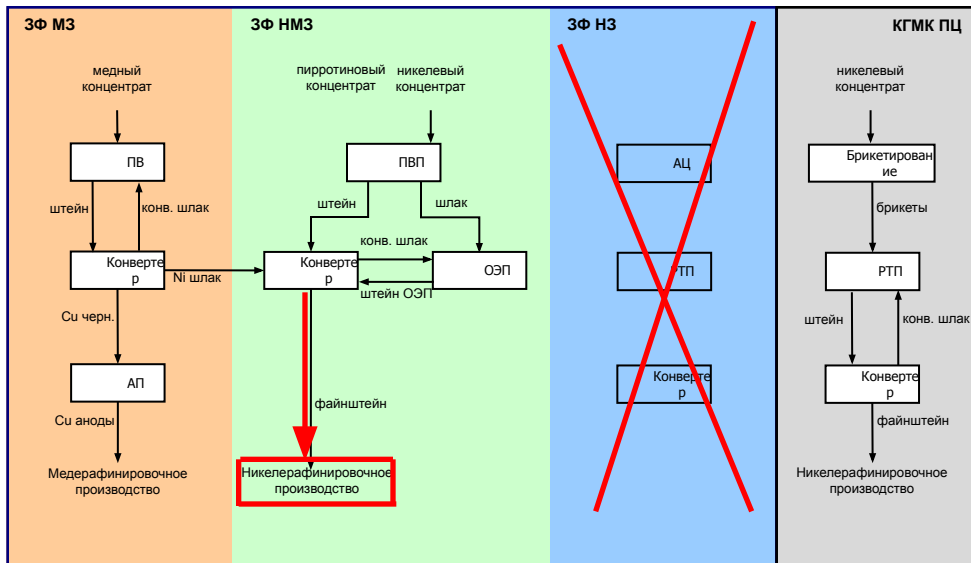 ЗФ МЗ
медный
концентрат
ПВ
штейн
конв. шлак
Конверте
р
Ni шлак
Cu черн.
АП
Cu аноды
Медерафинировочное
производство
ЗФ НМЗ
пирротиновый
концентрат
никелевый
концентрат
ПВП
штейн
шлак
конв. шлак
Конверте
р
ОЭП
штейн ОЭП
файнштейн
Никелерафинировочное
производство
ЗФ НЗ
АЦ
РТП
Конверте
р
КГМК ПЦ
никелевый
концентрат
Брикетирован
ие
брикеты
РТП
штейн
конв. шлак
Конверте
р
файнштейн
Никелерафинировочное
производство